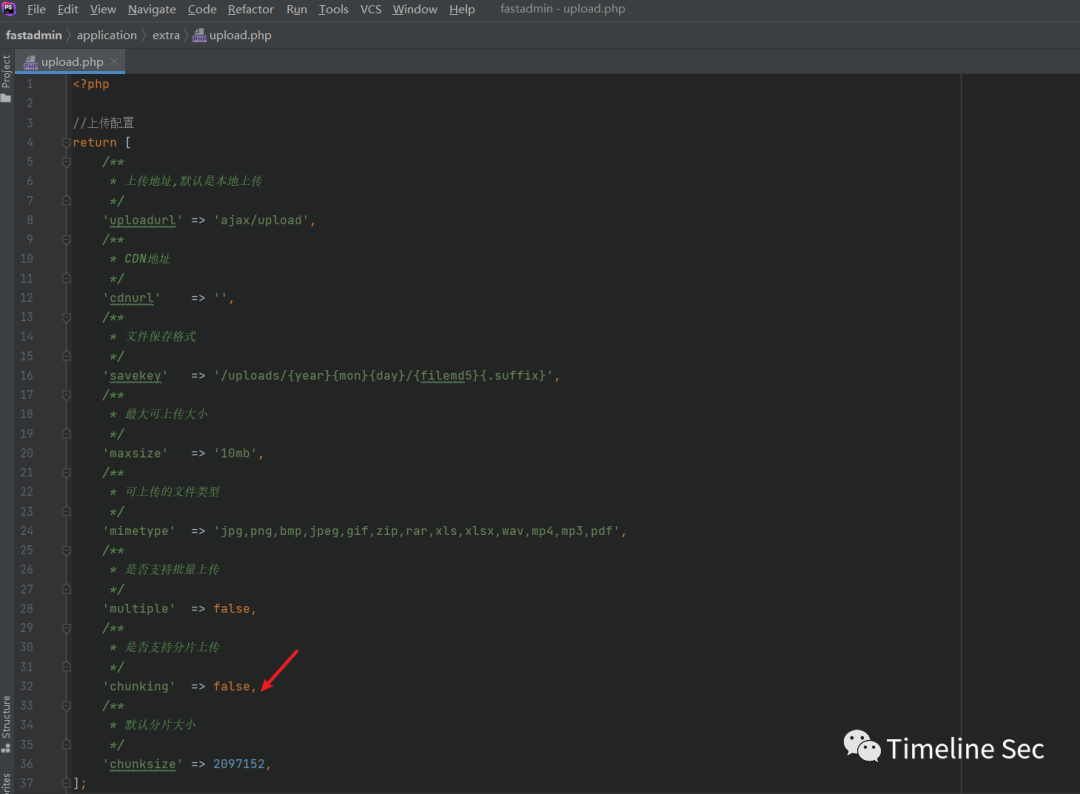 PS File Edit View Navigate Code Refactor Run Tools VCS Window Help fastadmin - upload.php
fastadmin application extra upload.php
Project
upload.php
1 <?php
2
3 //上传配置
4 return [
5 /**
6 * 上传地址,默认是本地上传
7 */
8 'uploadurl' => 'ajax/upload',
9 /**
10 * CDN地址
11 */
12 'cdnurl' => '',
13 /**
14 * 文件保存格式
15 */
16 'savekey' => '/uploads/{year}{mon}{day}/{filemd5}{.suffix}',
17 /**
18 * 最大可上传大小
19 */
20 'maxsize' => '10mb',
21 /**
22 * 可上传的文件类型
23 */
24 'mimetype' => 'jpg,png,bmp,jpeg,gif,zip,rar,xls,xlsx,wav,mp4,mp3,pdf',
25 /**
26 * 是否支持批量上传
27 */
28 'multiple' => false,
29 /**
30 * 是否支持分片上传
31 */
32 'chunking' => false,
33 /**
34 * 默认分片大小
35 */
36 'chunksize' => 2097152,
37 ];
Structure
Timeline Sec